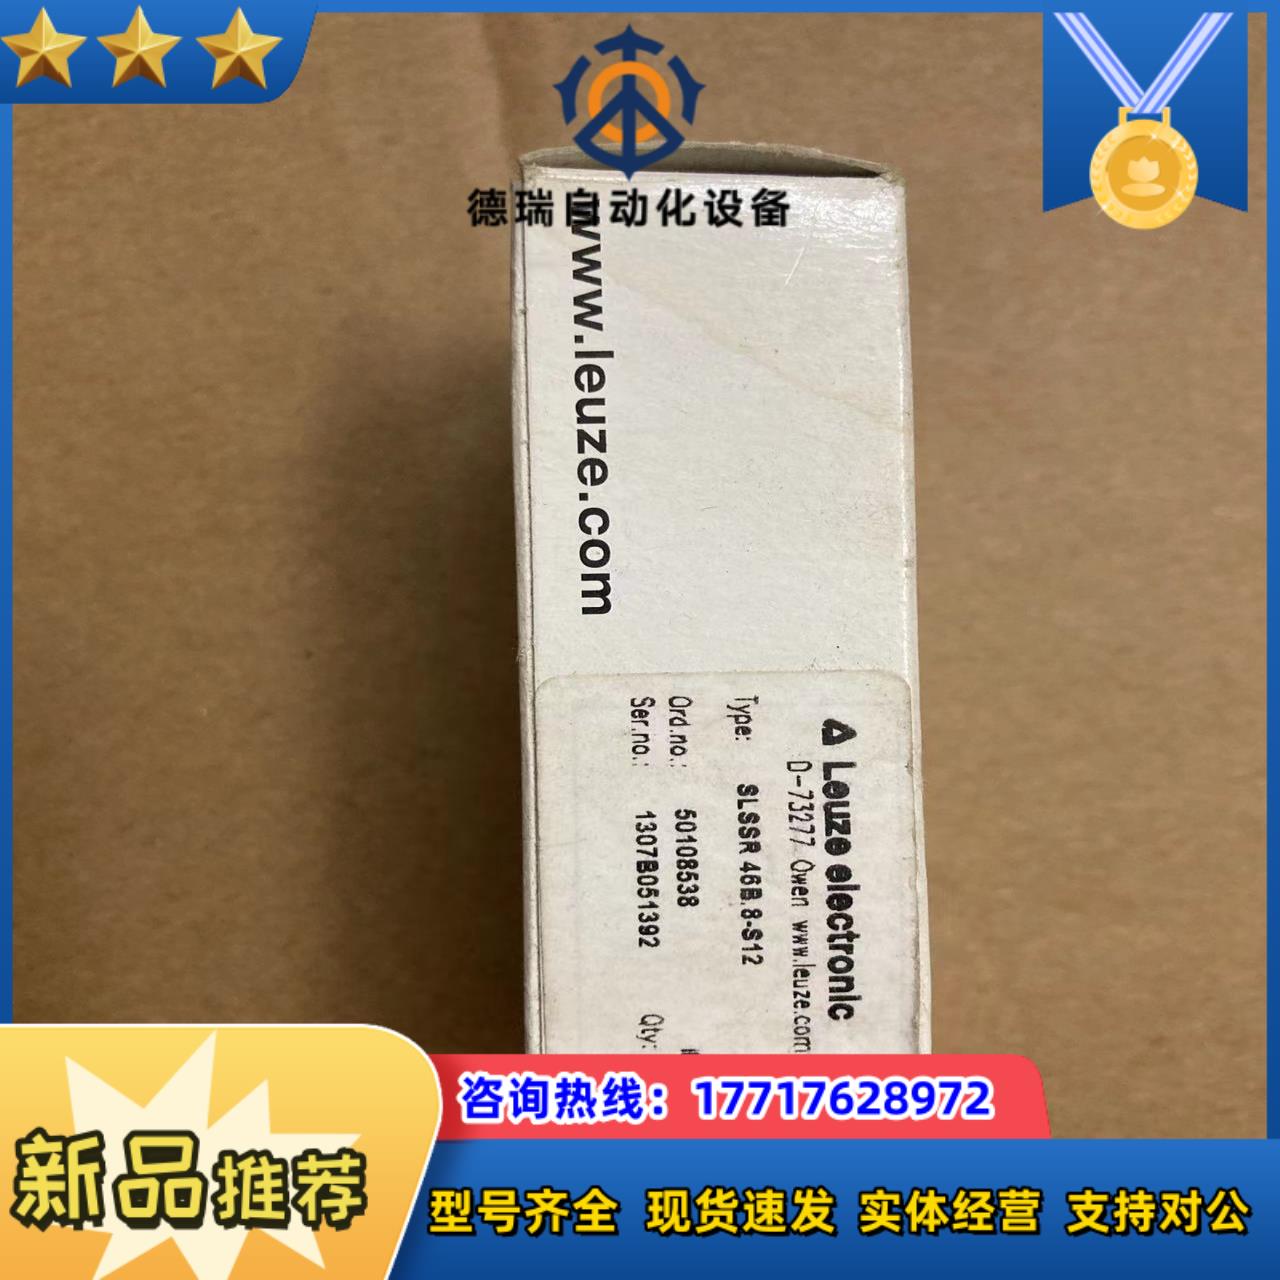 德瑞自动化设备
www.leuze.com
Leuze electronic
D-73277 Owen www.leuze.com
Type: SLSSR 46B.8-S12
Ord.no.: 50108538
Ser.no.: 1307B051392 Qty:
咨询热线：17717628972
新品推荐
型号齐全 现货速发 实体经营 支持对公